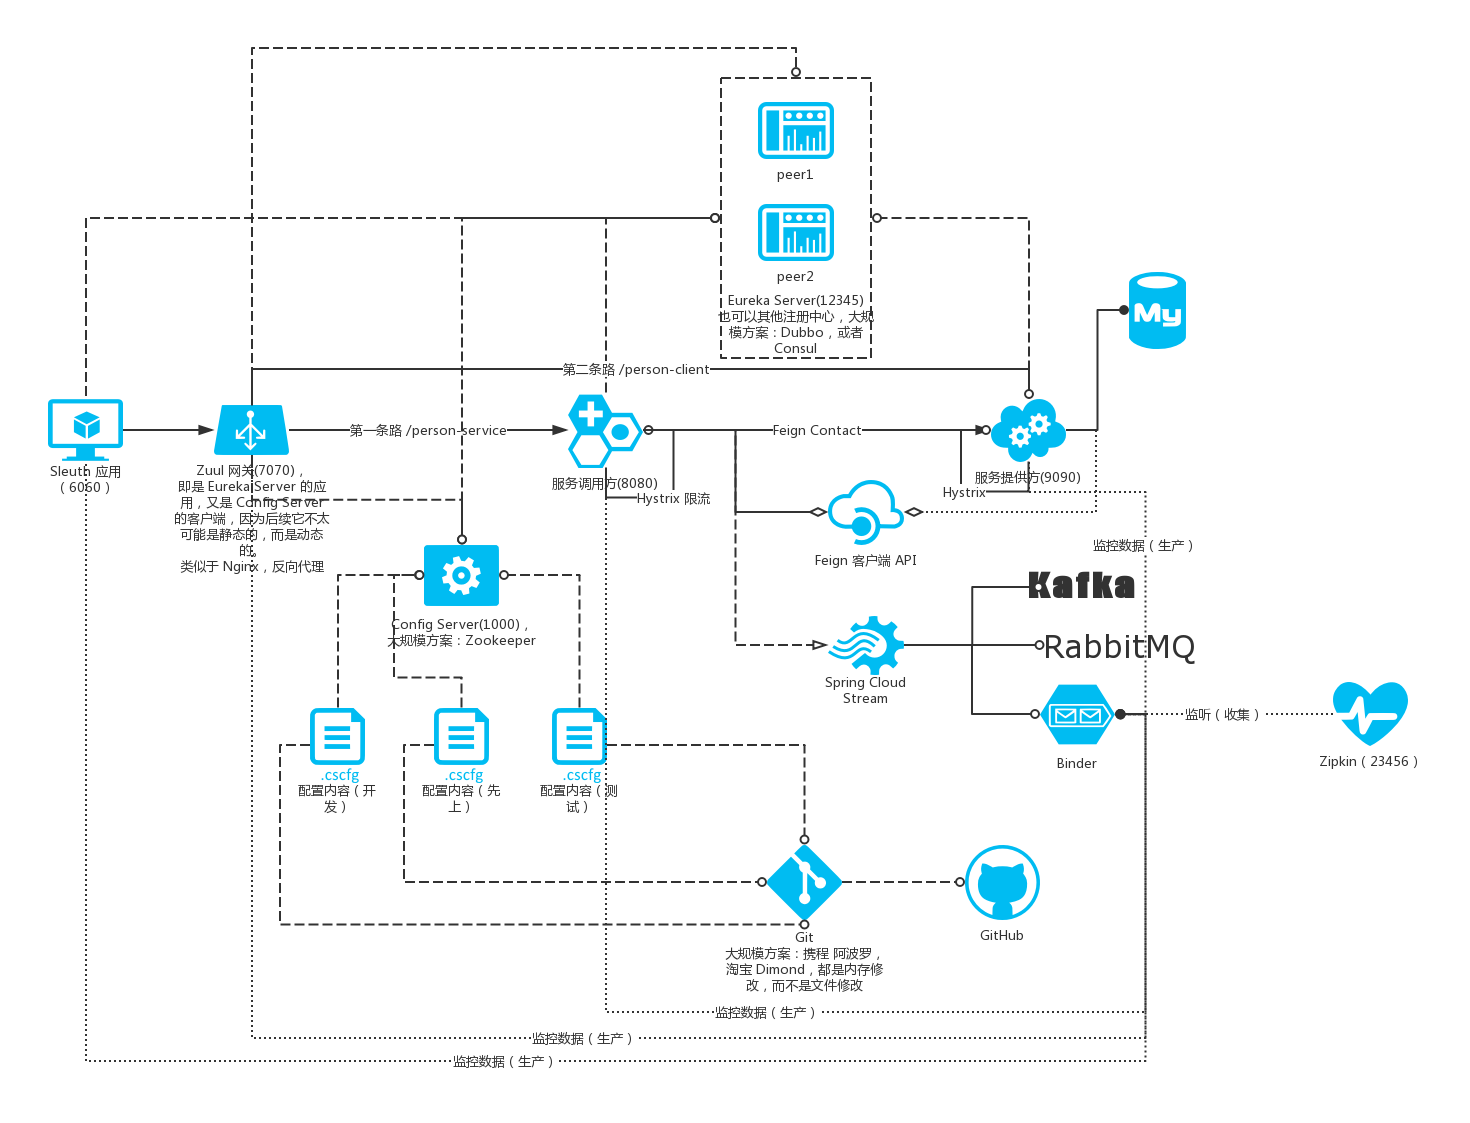 peer1
peer2
Eureka Server(12345)
也可以其他注册中心，大规
模方案：Dubbo，或者
Consul
My
第二条路 /person-client
第一条路 /person-service
Feign Contact
Sleuth 应用
（6060）
Zuul 网关(7070)，
即是 Eureka Server 的应
用，又是 Config Server
的客户端，因为后续它不太
可能是静态的，而是动态
的。
类似于 Nginx，反向代理
服务调用方(8080)
Hystrix 限流
服务提供方(9090)
Hystrix
Feign 客户端 API
监控数据（生产）
Kafka
RabbitMQ
Config Server(1000)，
大规模方案：Zookeeper
Spring Cloud
Stream
Binder
监听（收集）
Zipkin（23456）
.cscfg
配置内容（开
发）
.cscfg
配置内容（先
上）
.cscfg
配置内容（测
试）
Git
大规模方案：携程 阿波罗，
淘宝 Dimond，都是内存修
改，而不是文件修改
GitHub
监控数据（生产）
监控数据（生产）
监控数据（生产）